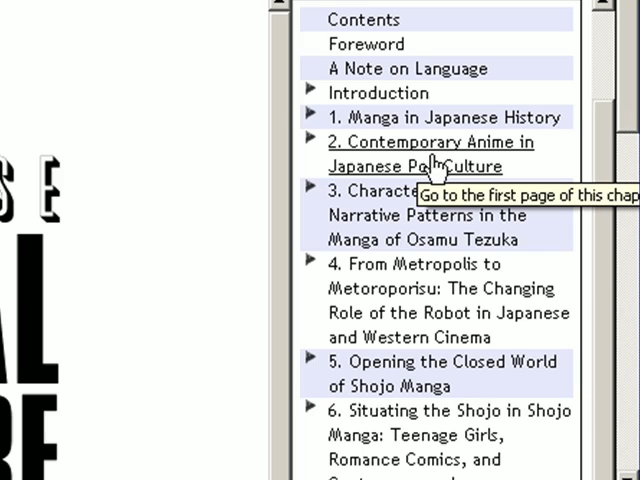 Contents
Foreword
A Note on Language
Introduction
1. Manga in Japanese History
2. Contemporary Anime in
Japanese Pop Culture
3.
Go to the first page of this
Narrative Patterns in the
Manga of Osamu Tezuka
4. From Metropolis to
Metoroporisu: The Changing
Role of the Robot in Japanese
and Western Cinema
5. Opening the Closed World
of Shojo Manga
6. Situating the Shojo in Shojo
Manga: Teenage Girls,
Romance Comics, and
S E
AL
RE